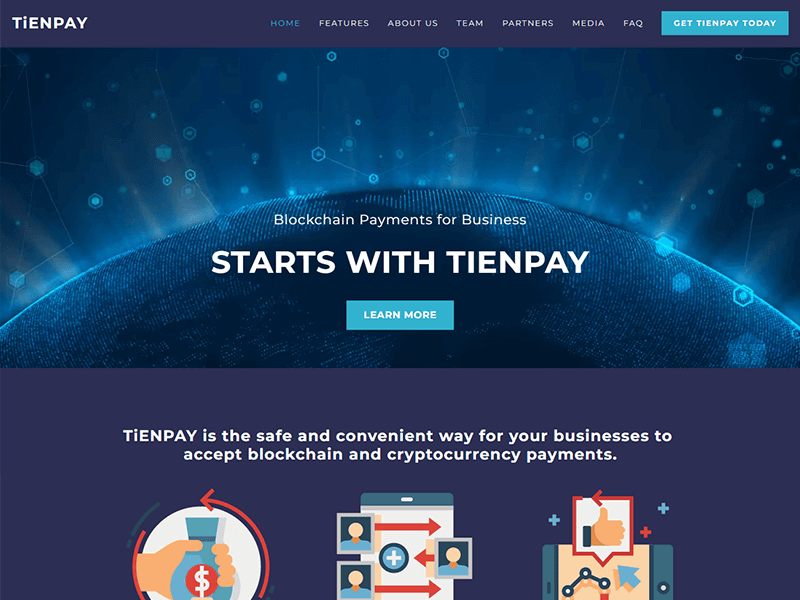 TiENPAY
HOME FEATURES ABOUT US TEAM PARTNERS MEDIA FAQ GET TIENPAY TODAY
Blockchain Payments for Business
STARTS WITH TIENPAY
LEARN MORE
TiENPAY is the safe and convenient way for your businesses to
accept blockchain and cryptocurrency payments.
$